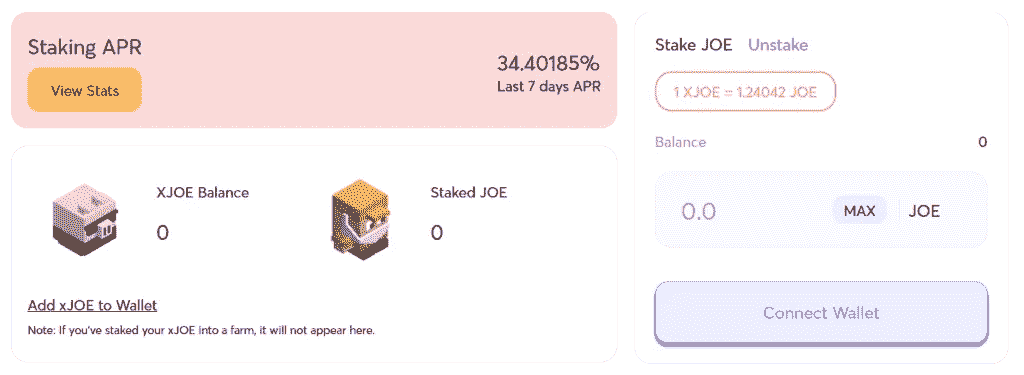 Staking APR
View Stats
34.40185%
Last 7 days APR
XJOE Balance
0
Staked JOE
0
Add xJOE to Wallet
Note: If you've staked your xJOE into a farm, it will not appear here.
Stake JOE Unstake
1 XJOE = 1.24042 JOE
Balance 0
0.0 MAX JOE
Connect Wallet